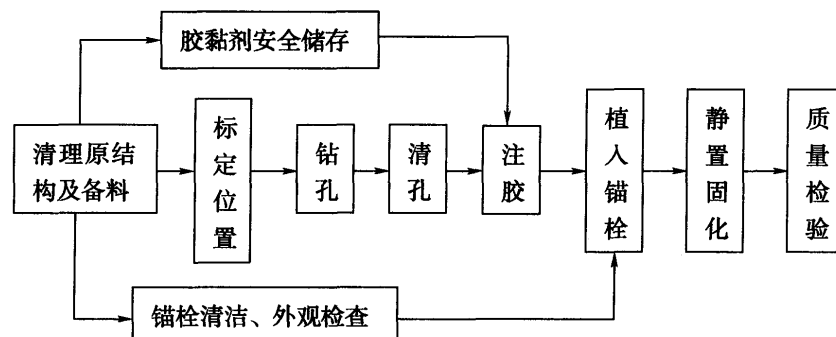 胶黏剂安全储存
清理原结
构及备料
标定位置
钻孔
清孔
注胶
植入锚栓
静置固化
质量检验
锚栓清洁、外观检查